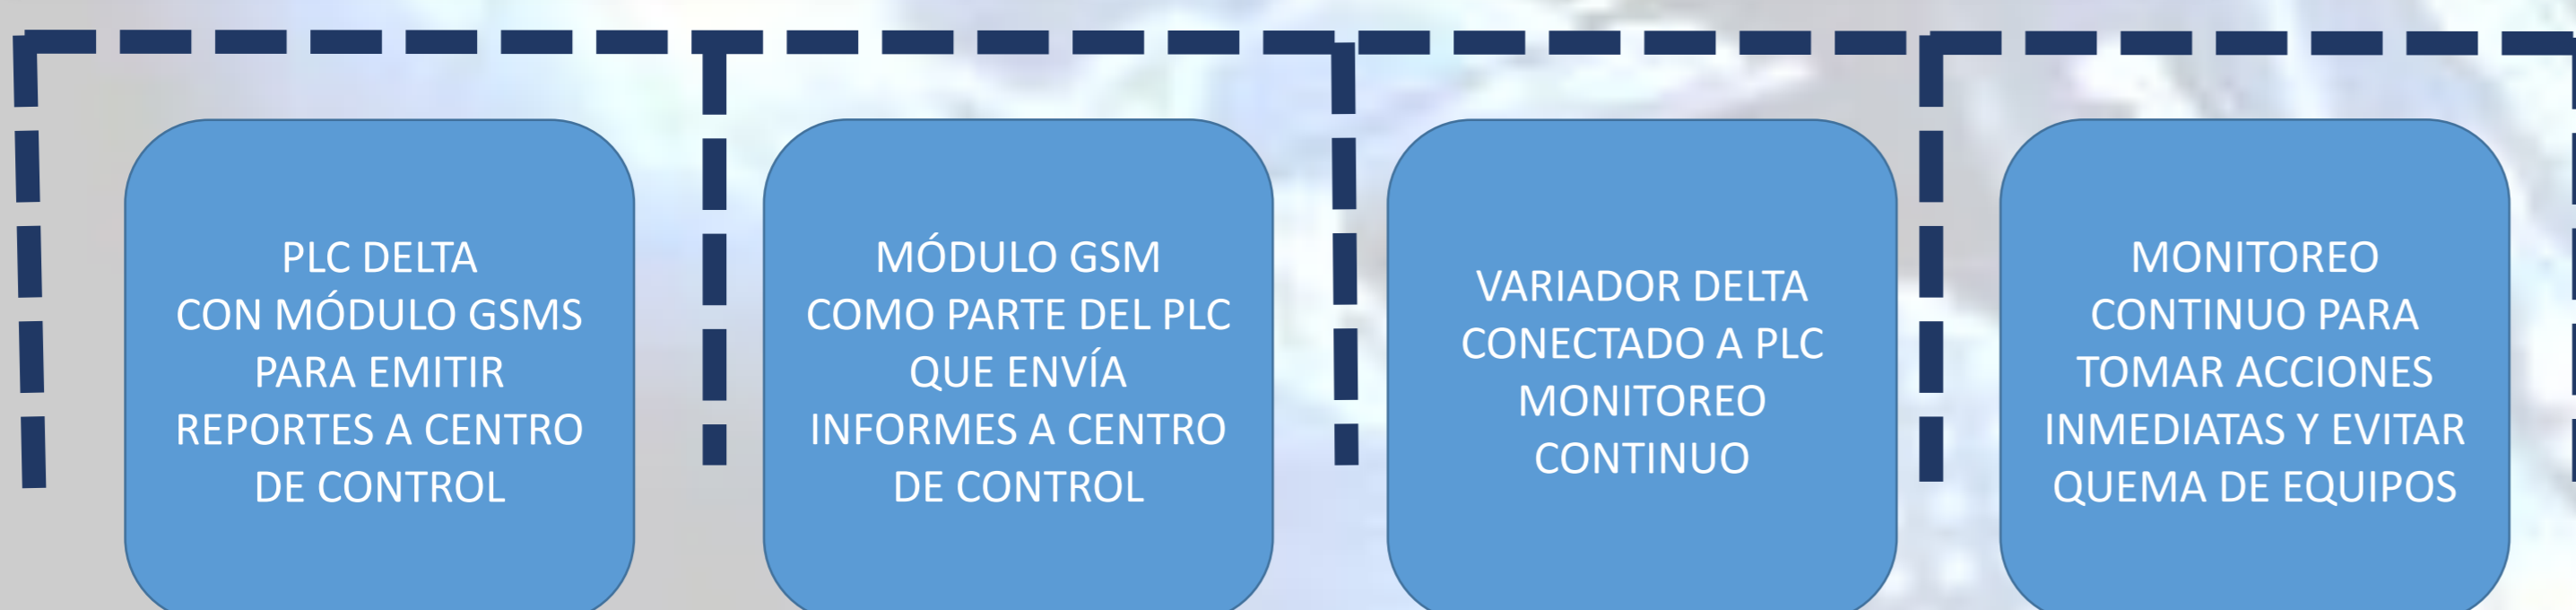 PLC DELTA
CON MÓDULO GSMS
PARA EMITIR
REPORTES A CENTRO
DE CONTROL
MÓDULO GSM
COMO PARTE DEL PLC
QUE ENVÍA
INFORMES A CENTRO
DE CONTROL
VARIADOR DELTA
CONECTADO A PLC
MONITOREO
CONTINUO
MONITOREO
CONTINUO PARA
TOMAR ACCIONES
INMEDIATAS Y EVITAR
QUEMA DE EQUIPOS